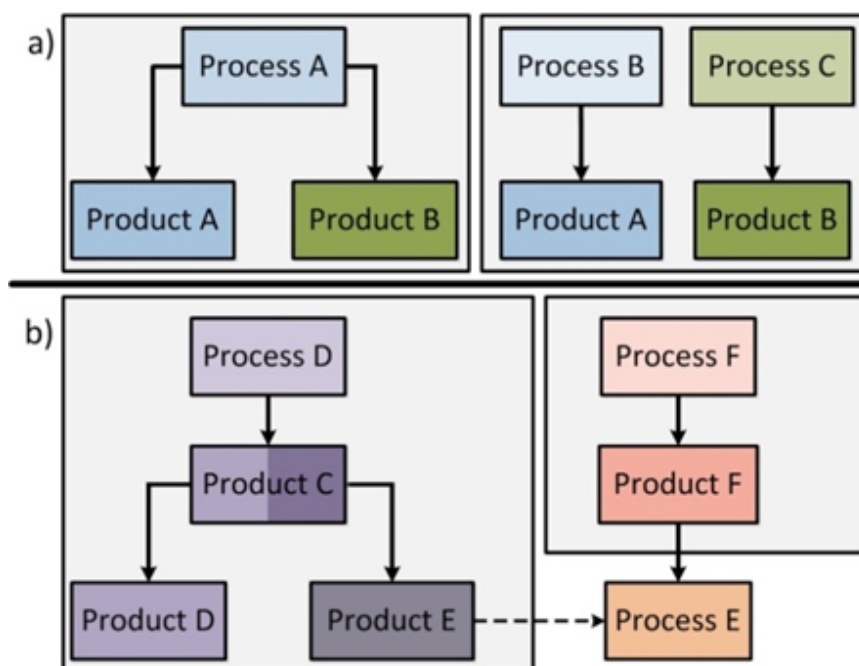 a)
Process A
Process B
Process C
Product A
Product B
Product A
Product B
b)
Process D
Process F
Product C
Product F
Product D
Product E
Process E